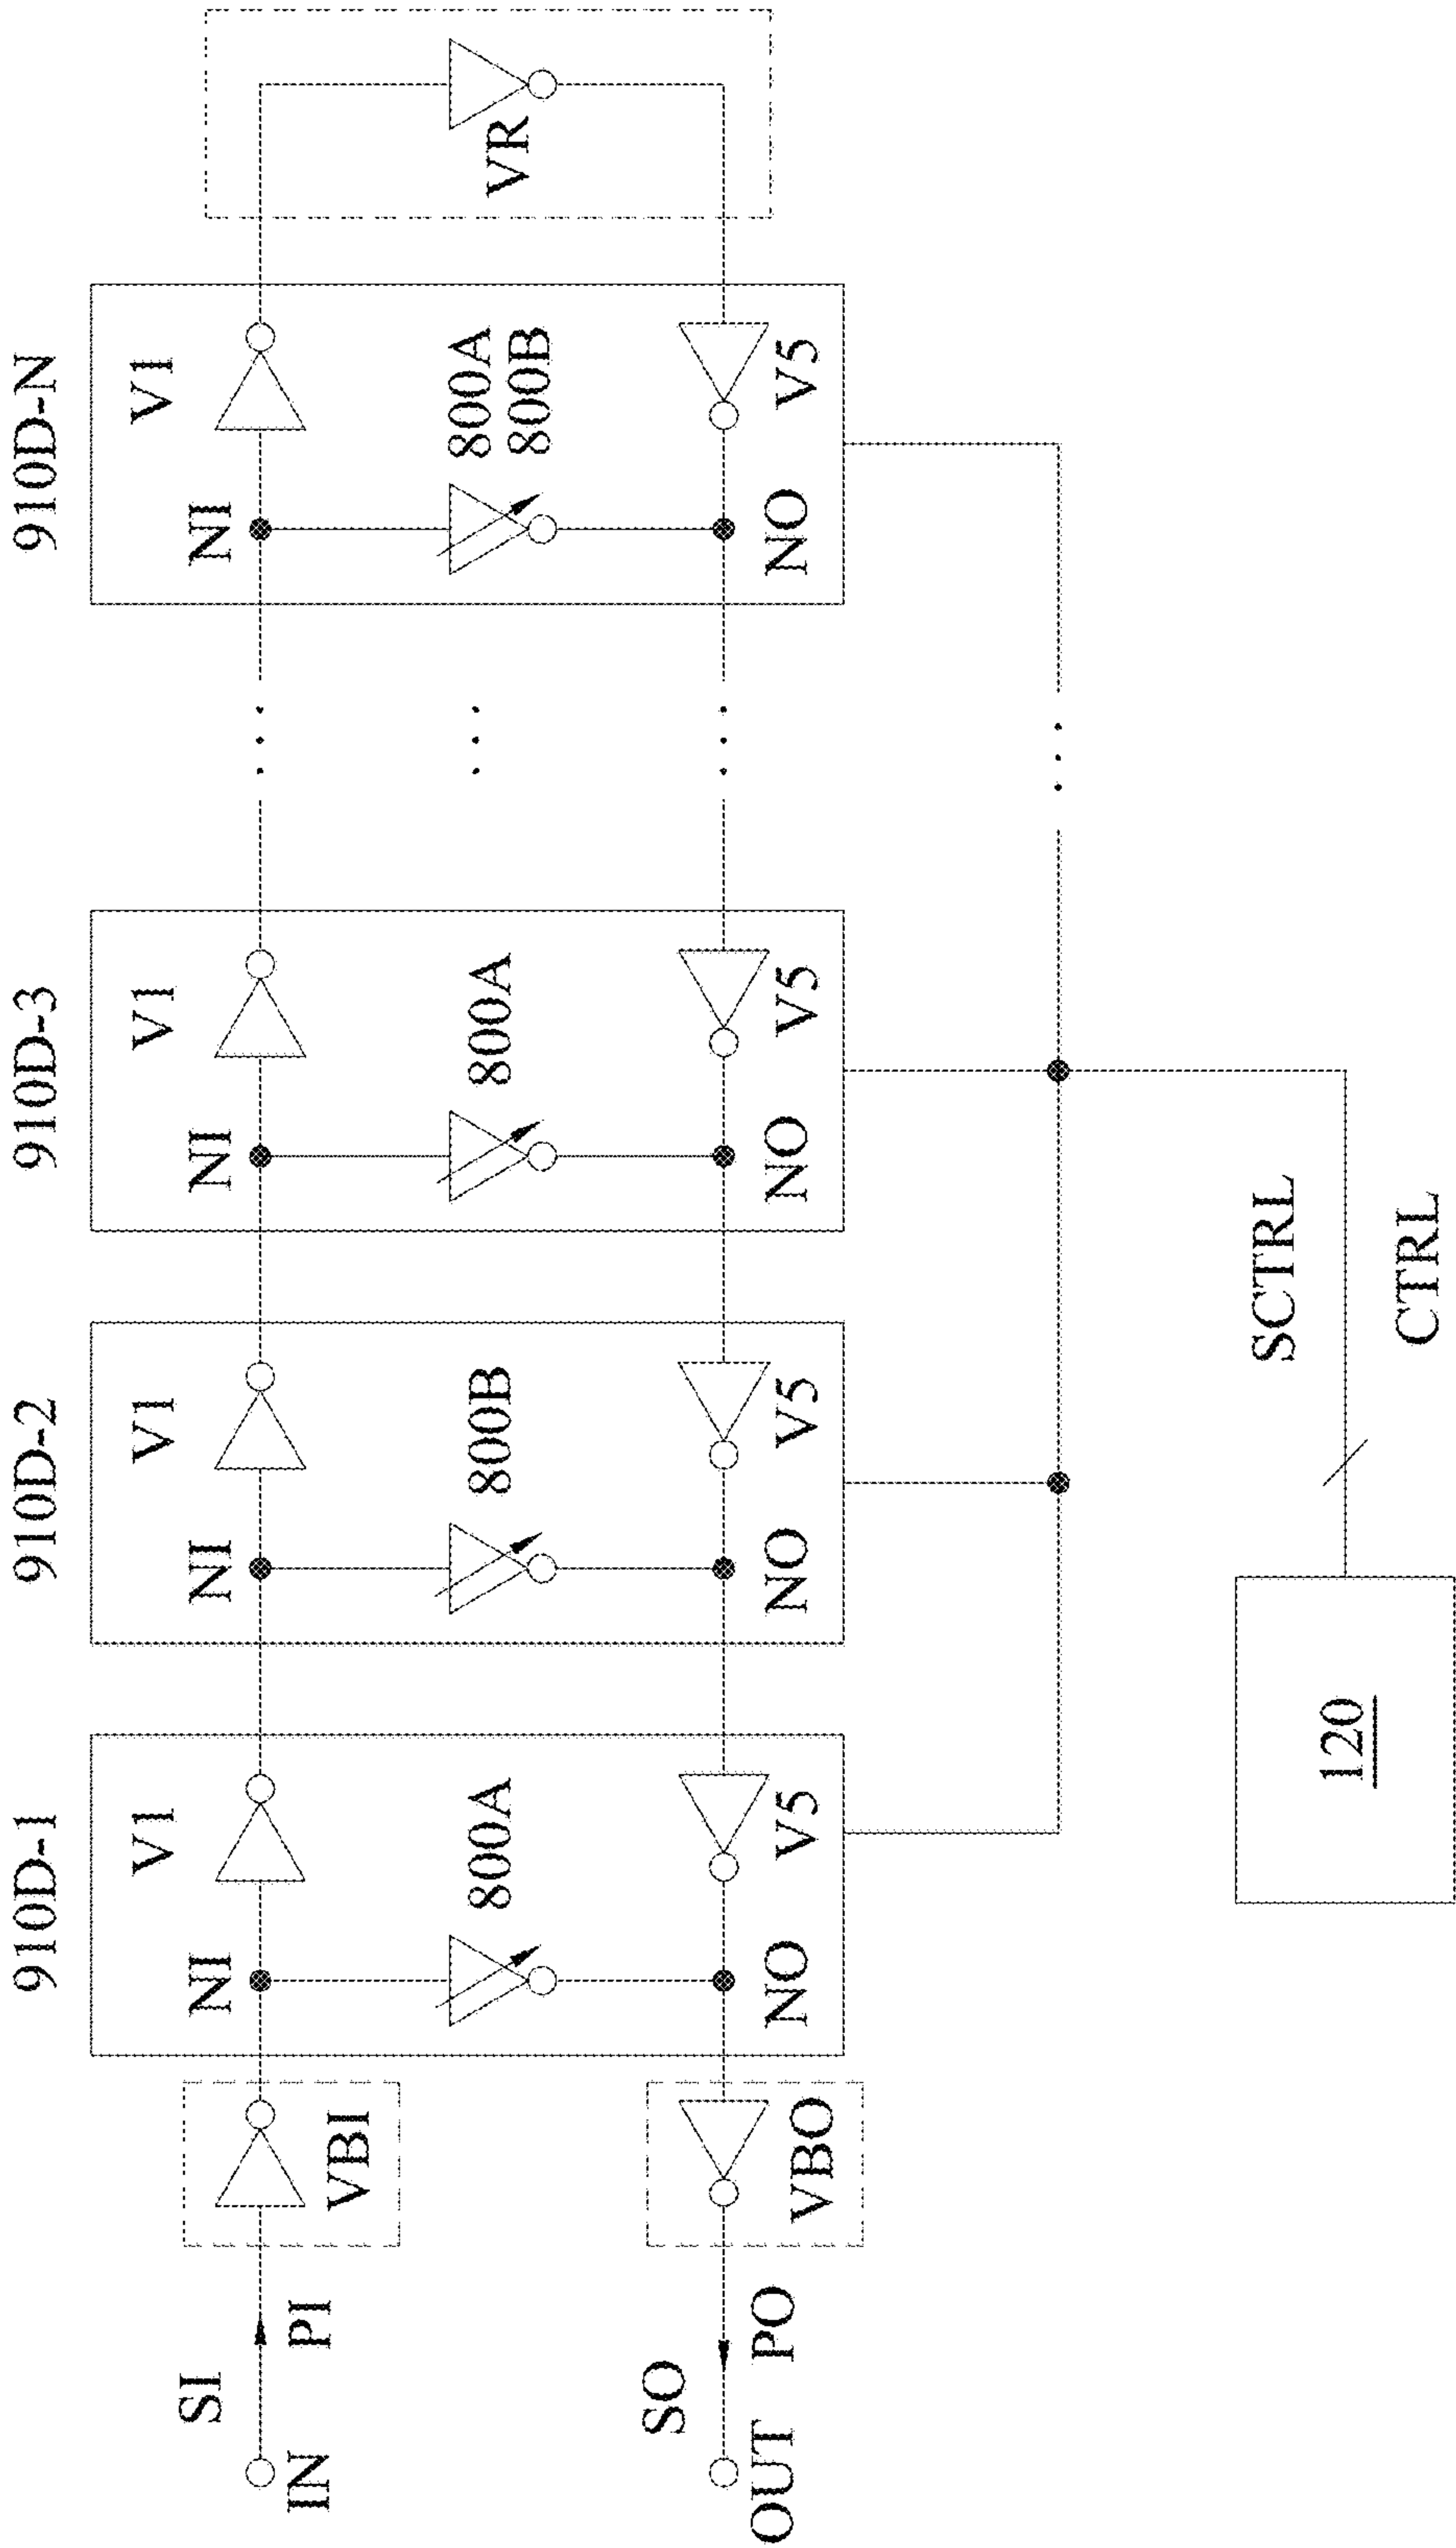 910D-1
910D-2
910D-3
910D-N
V1
V1
V1
V1
NI
NI
NI
NI
SI
IN
PI
VBI
800A
800B
800A
800A
800B
VR
SO
OUT
PO
VBO
NO
V5
NO
V5
NO
V5
NO
V5
SCTRL
CTRL
120